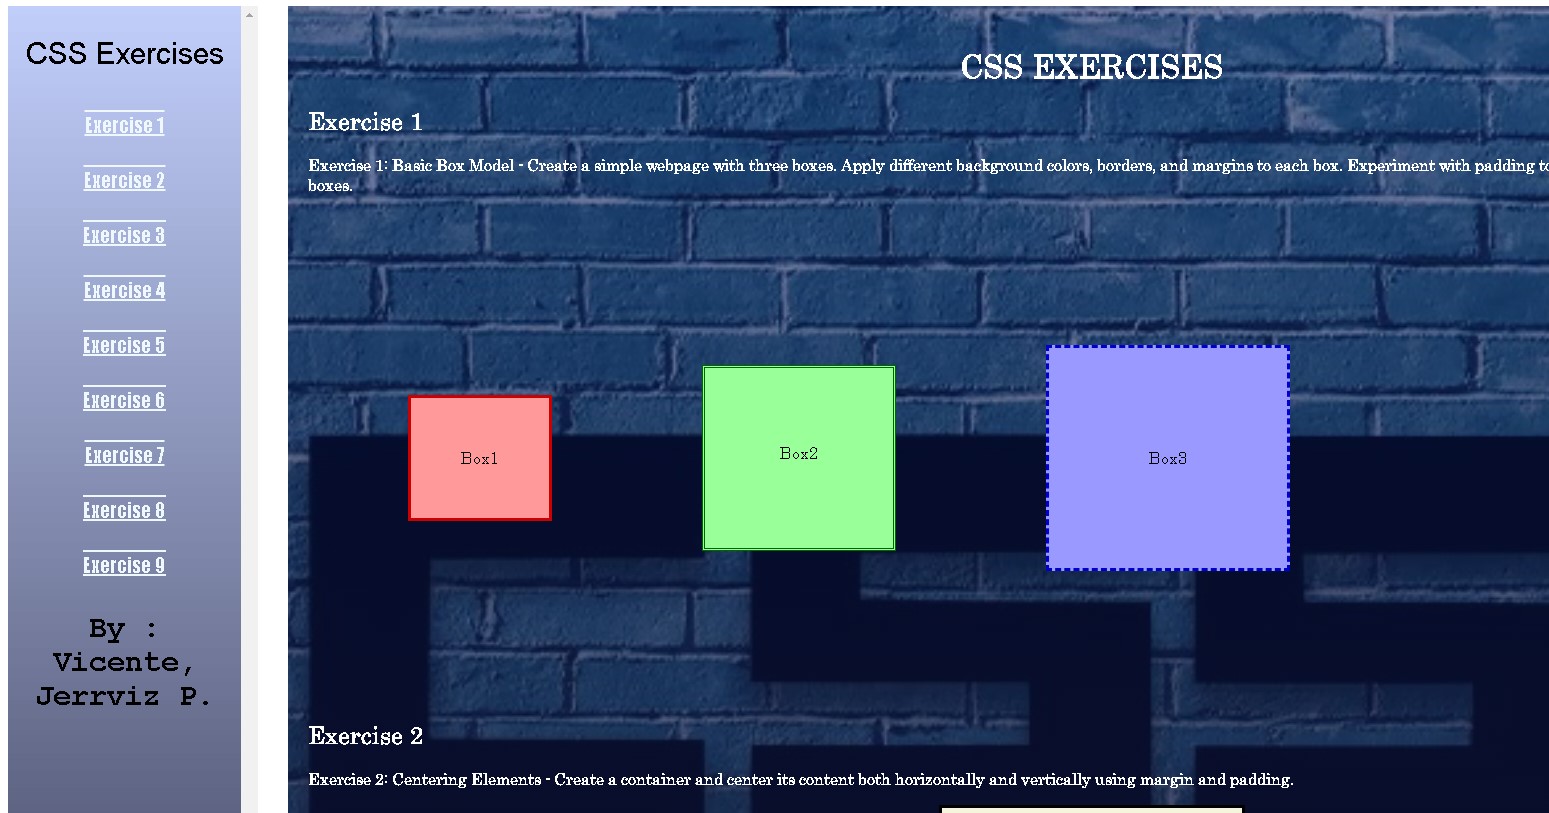 CSS Exercises
Exercise 1
Exercise 2
Exercise 3
Exercise 4
Exercise 5
Exercise 6
Exercise 7
Exercise 8
Exercise 9
By :
Vicente,
Jerrviz P.
CSS EXERCISES
Exercise 1
Exercise 1: Basic Box Model - Create a simple webpage with three boxes. Apply different background colors, borders, and margins to each box. Experiment with padding to
boxes.
Box1
Box2
Box3
Exercise 2
Exercise 2: Centering Elements - Create a container and center its content both horizontally and vertically using margin and padding.